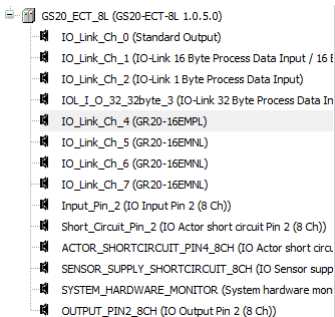 GS20_ECT_8L (GS20-ECT-8L 1.0.5.0)
IO_Link_Ch_0 (Standard Output)
IO_Link_Ch_1 (IO-Link 16 Byte Process Data Input / 16
IO_Link_Ch_2 (IO-Link 1 Byte Process Data Input)
IOL_I_O_32_32byte_3 (IO-Link 32 Byte Process Data In
IO_Link_Ch_4 (GR20-16EMPL)
IO_Link_Ch_5 (GR20-16EMNL)
IO_Link_Ch_6 (GR20-16EMNL)
IO_Link_Ch_7 (GR20-16EMNL)
Input_Pin_2 (IO Input Pin 2 (8 Ch))
Short_Circuit_Pin_2 (IO Actor short circuit Pin 2 (8 Ch))
ACTOR_SHORTCIRCUIT_PIN4_8CH (IO Actor short circu
SENSOR_SUPPLY_SHORTCIRCUIT_8CH (IO Sensor supp
SYSTEM_HARDWARE_MONITOR (System hardware mon
OUTPUT_PIN2_8CH (IO Output Pin 2 (8 Ch))